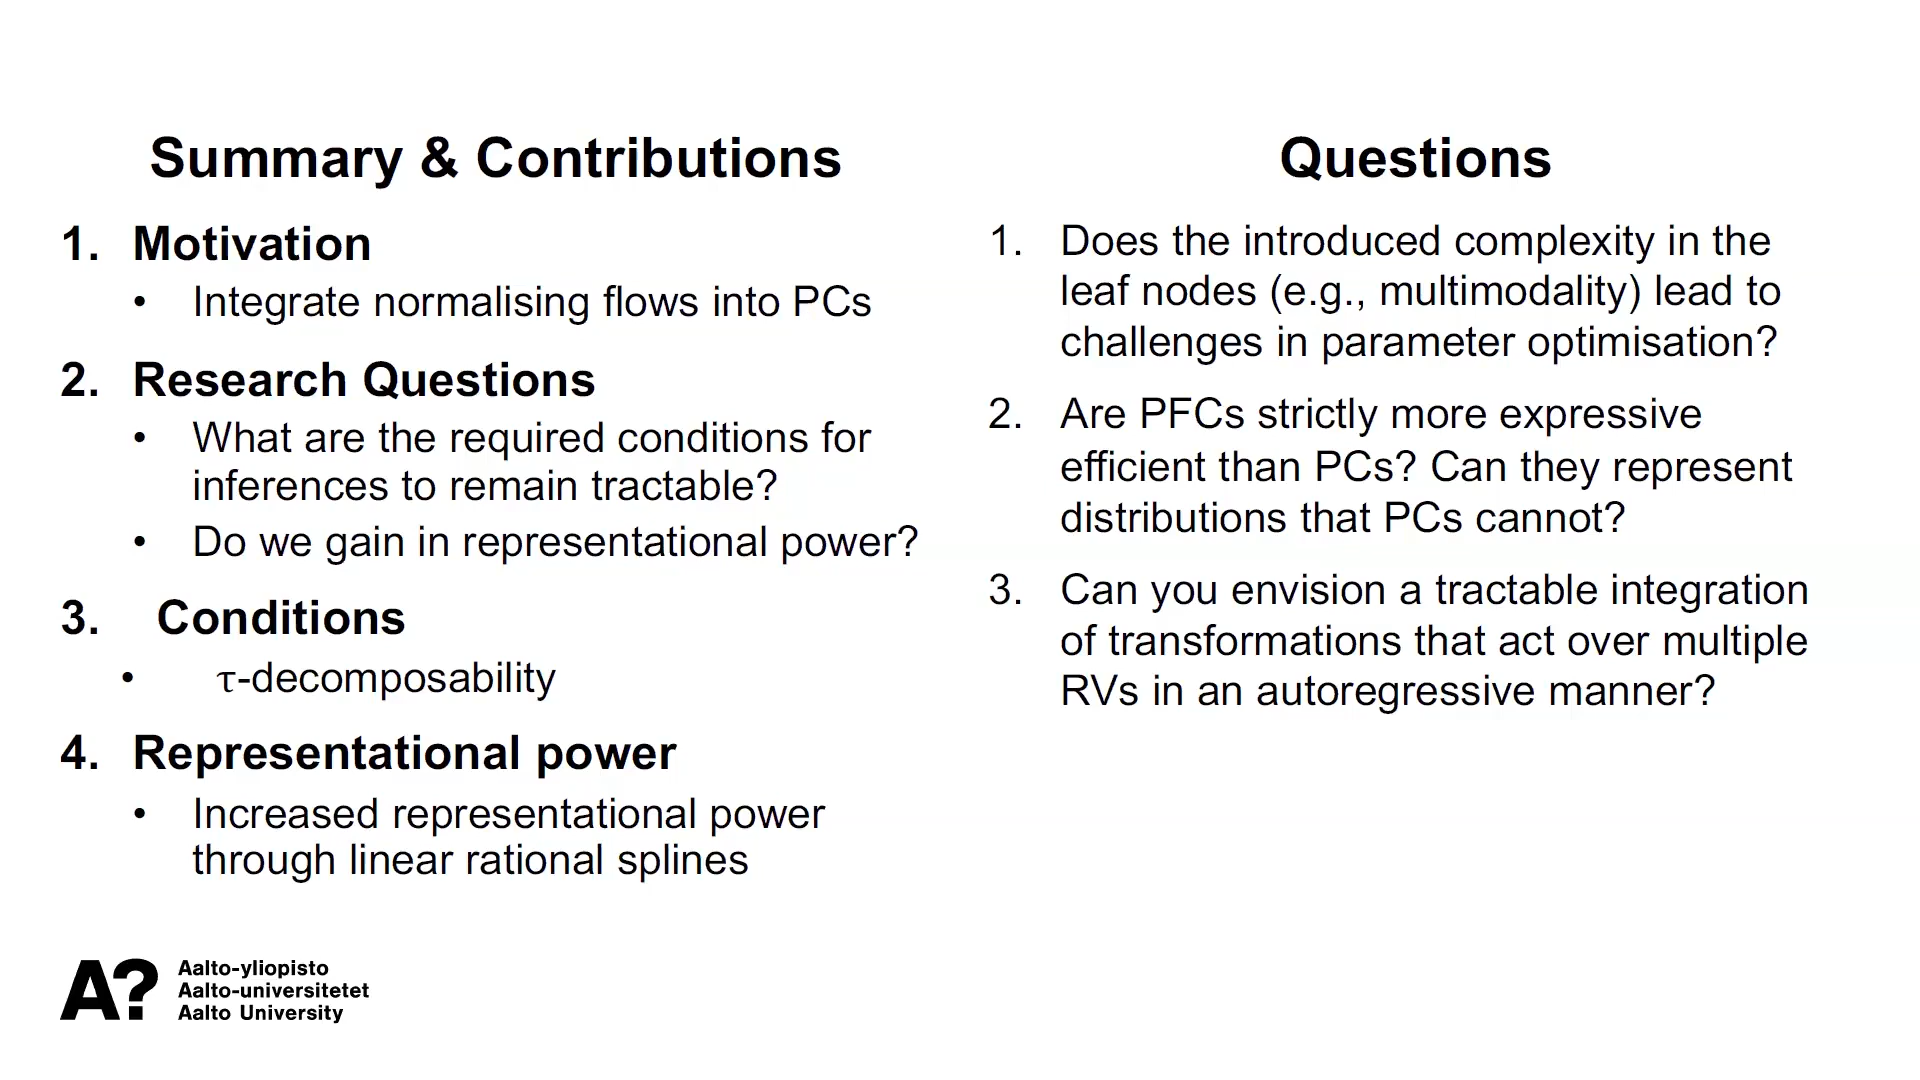 Summary & Contributions
1. Motivation
• Integrate normalising flows into PCs
2. Research Questions
• What are the required conditions for
inferences to remain tractable?
• Do we gain in representational power?
3. Conditions
• τ-decomposability
4. Representational power
• Increased representational power
through linear rational splines
Questions
1. Does the introduced complexity in the
leaf nodes (e.g., multimodality) lead to
challenges in parameter optimisation?
2. Are PFCs strictly more expressive
efficient than PCs? Can they represent
distributions that PCs cannot?
3. Can you envision a tractable integration
of transformations that act over multiple
RVs in an autoregressive manner?
A?
Aalto-yliopisto
Aalto-universitetet
Aalto University